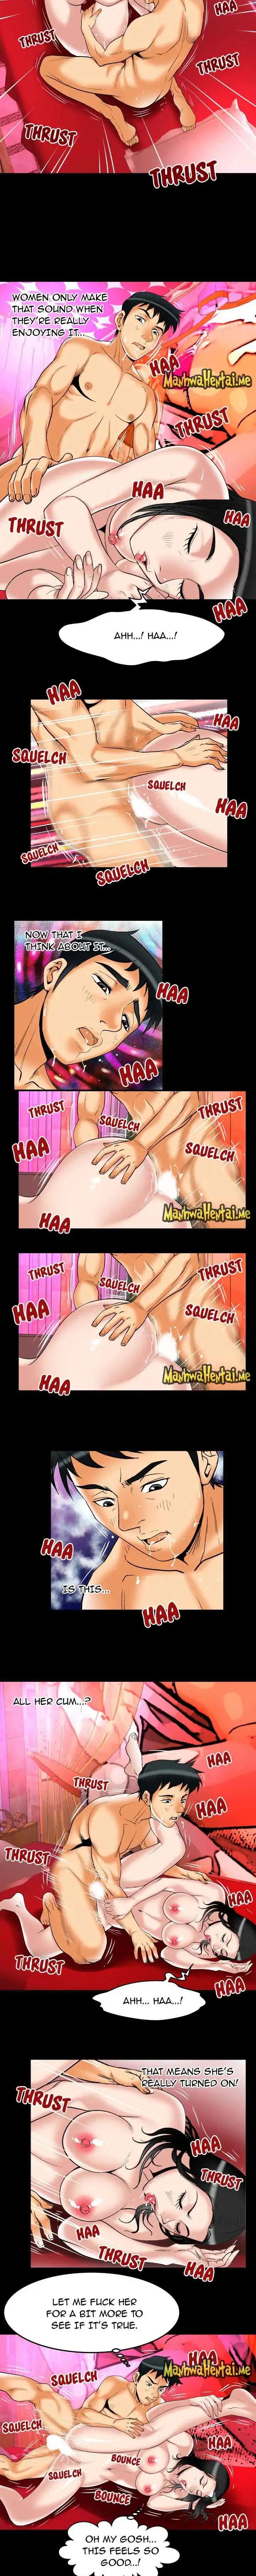 HAA
THRUST
THRUST
THRUST
THRUST
WOMEN ONLY MAKE
THAT SOUND WHEN
THEY'RE REALLY
ENJOYING IT...
HAA
ManhwaHentai.me
THRUST
HAA
HAA
THRUST
HAA
AHH...! HAA...!
HAA
HAA
SQUELCH
SQUELCH
HAA
SQUELCH
SQUELCH
NOW THAT I
THINK ABOUT IT...
HAA
HAA
THRUST
THRUST
SQUELCH
HAA
SQUELCH
ManhwaHentai.me
HAA
THRUST
THRUST
SQUELCH
HAA
SQUELCH
ManhwaHentai.me
HAA
HAA
IS THIS...
HAA
ALL HER CUM...?
HAA
THRUST
HAA
THRUST
HAA
THRUST
HAA
AHH... HAA...!
THAT MEANS SHE'S
REALLY TURNED ON!
THRUST
HAA
THRUST
HAA
THRUST
HAA
LET ME FUCK HER
FOR A BIT MORE TO
SEE IF IT'S TRUE.
HAA
ManhwaHentai.me
SQUELCH
SQUELCH
HAA
BOUNCE
SQUELCH
BOUNCE
HAA
OH MY GOSH...
THIS FEELS SO
GOOD...!